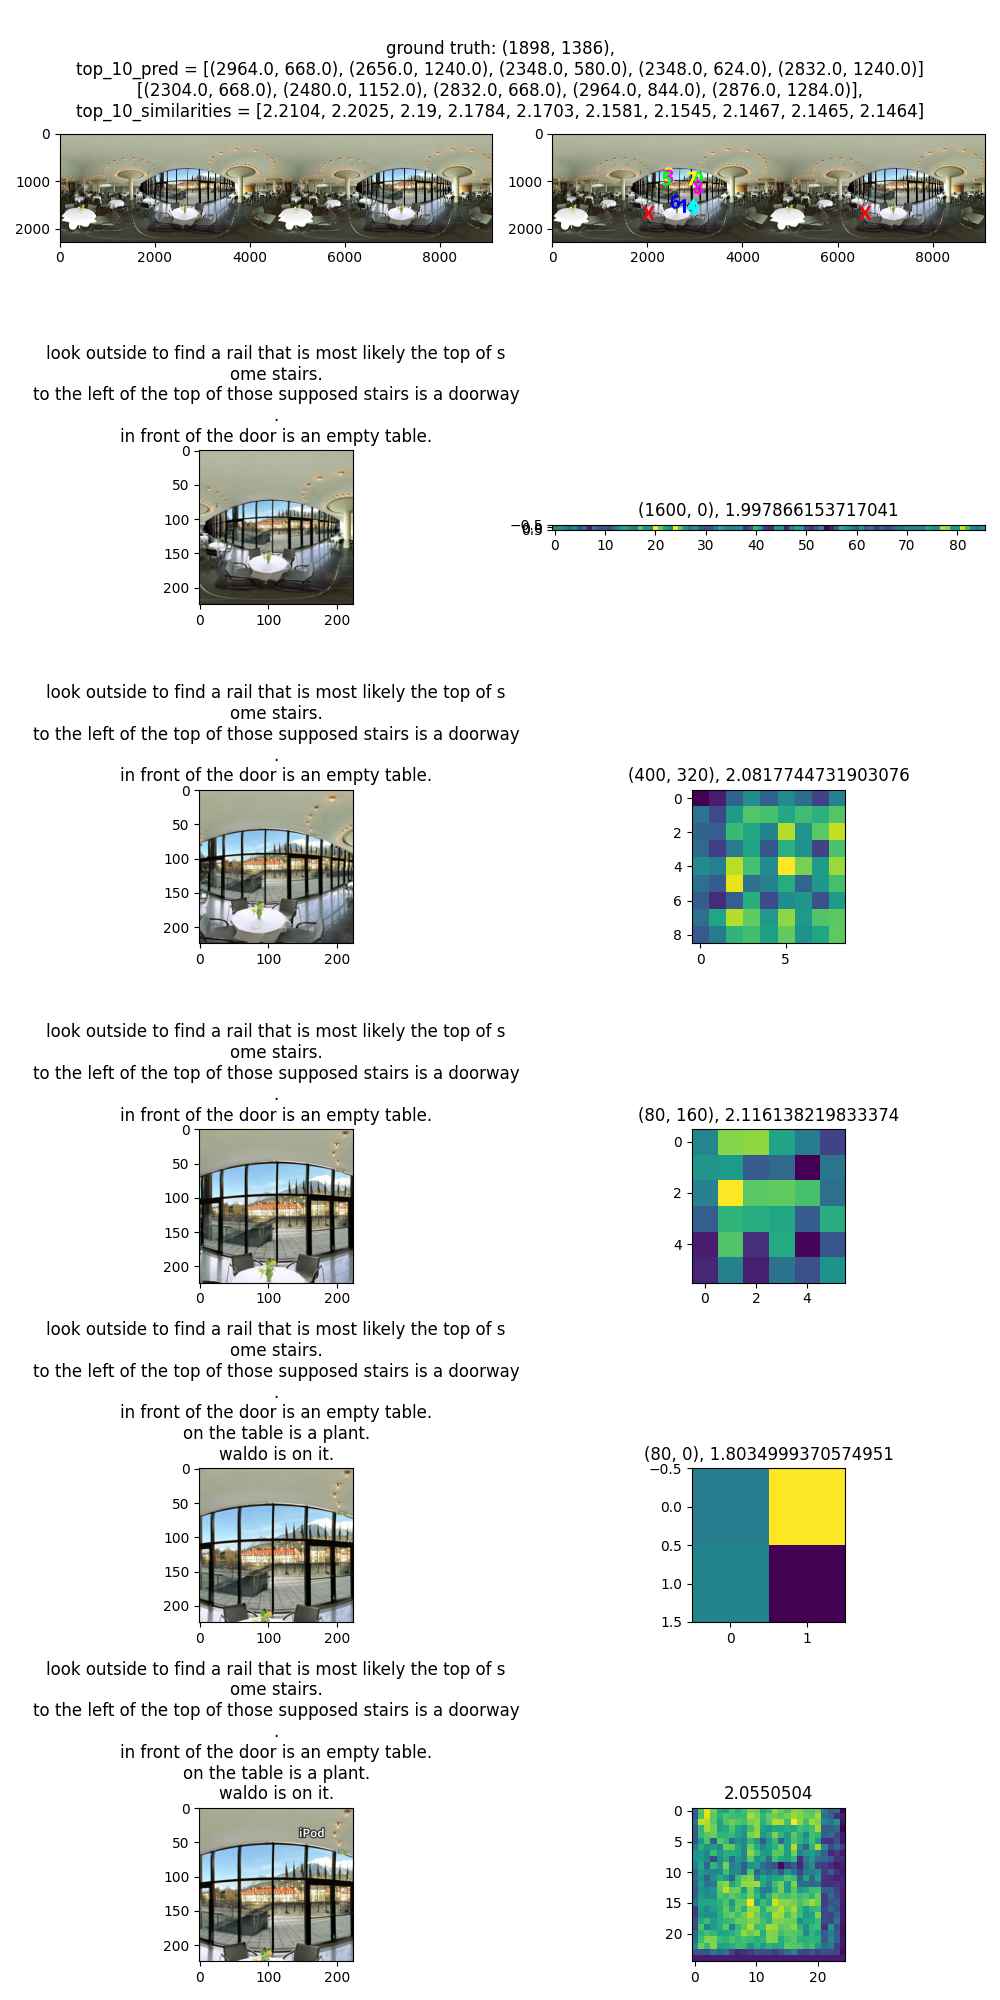 ground truth: (1898, 1386),
top_10_pred = [(2964.0, 668.0), (2656.0, 1240.0), (2348.0, 580.0), (2348.0, 624.0), (2832.0, 1240.0)]
[(2304.0, 668.0), (2480.0, 1152.0), (2832.0, 668.0), (2964.0, 844.0), (2876.0, 1284.0)],
top_10_similarities = [2.2104, 2.2025, 2.19, 2.1784, 2.1703, 2.1581, 2.1545, 2.1467, 2.1465, 2.1464]
0
1000
2000
0 2000 4000 6000 8000
0
1000
2000
3 7
8
6 1
X X
0 2000 4000 6000 8000
look outside to find a rail that is most likely the top of s
ome stairs.
to the left of the top of those supposed stairs is a doorway
.
in front of the door is an empty table.
0
50
100
150
200
0 100 200
(1600, 0), 1.997866153717041
−0.5
0.5
0 10 20 30 40 50 60 70 80
look outside to find a rail that is most likely the top of s
ome stairs.
to the left of the top of those supposed stairs is a doorway
.
in front of the door is an empty table.
0
50
100
150
200
0 100 200
(400, 320), 2.0817744731903076
0
2
4
6
8
0 5
look outside to find a rail that is most likely the top of s
ome stairs.
to the left of the top of those supposed stairs is a doorway
.
in front of the door is an empty table.
0
50
100
150
200
0 100 200
(80, 160), 2.116138219833374
0
2
4
0 2 4
look outside to find a rail that is most likely the top of s
ome stairs.
to the left of the top of those supposed stairs is a doorway
.
in front of the door is an empty table.
on the table is a plant.
waldo is on it.
0
50
100
150
200
0 100 200
(80, 0), 1.8034999370574951
−0.5
0.0
0.5
1.0
1.5
0 1
look outside to find a rail that is most likely the top of s
ome stairs.
to the left of the top of those supposed stairs is a doorway
.
in front of the door is an empty table.
on the table is a plant.
waldo is on it.
0
50
100
150
200
iPod
0 100 200
2.0550504
0
5
10
15
20
0 10 20